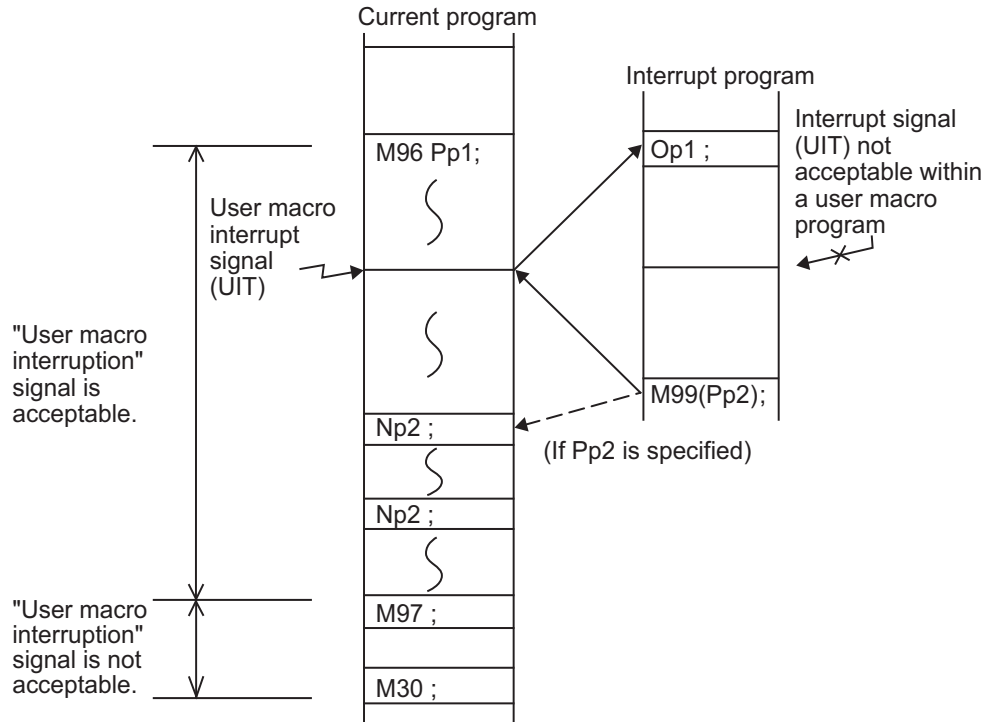 Current program
Interrupt program
Interrupt signal
(UIT) not
acceptable within
a user macro
program
M96 Pp1;
Op1 ;
User macro
interrupt
signal
(UIT)
"User macro
interruption"
signal is
acceptable.
M99(Pp2);
Np2 ;
(If Pp2 is specified)
Np2 ;
"User macro
interruption"
signal is not
acceptable.
M97 ;
M30 ;